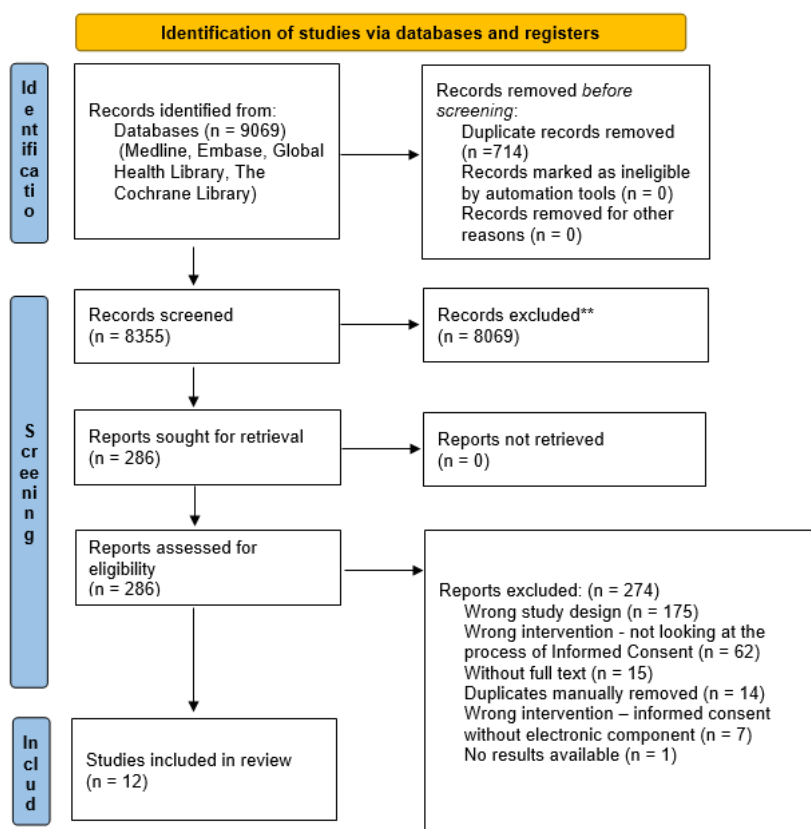 Identification of studies via databases and registers
Id
e
ntif
ica
ti
o
Records identified from:
Databases (n = 9069)
(Medline, Embase, Global
Health Library, The
Cochrane Library)
Records removed before
screening:
Duplicate records removed
(n =714)
Records marked as ineligible
by automation tools (n = 0)
Records removed for other
reasons (n = 0)
S
cr
ee
ni
n
g
Records screened
(n = 8355)
Records excluded**
(n = 8069)
Reports sought for retrieval
(n = 286)
Reports not retrieved
(n = 0)
Reports assessed for
eligibility
(n = 286)
Reports excluded: (n = 274)
Wrong study design (n = 175)
Wrong intervention - not looking at the
process of Informed Consent (n = 62)
Without full text (n = 15)
Duplicates manually removed (n = 14)
Wrong intervention – informed consent
without electronic component (n = 7)
No results available (n = 1)
In
cl
u
d
Studies included in review
(n = 12)